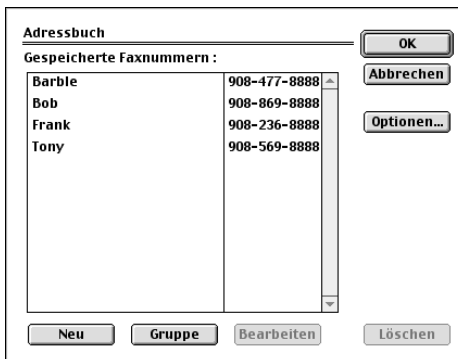 Adressbuch
OK
Gespeicherte Faxnummern :
Abbrechen
Barble 908-477-8888
Bob 908-869-8888
Frank 908-236-8888
Tony 908-569-8888
Optionen...
Neu Gruppe Bearbeiten Löschen